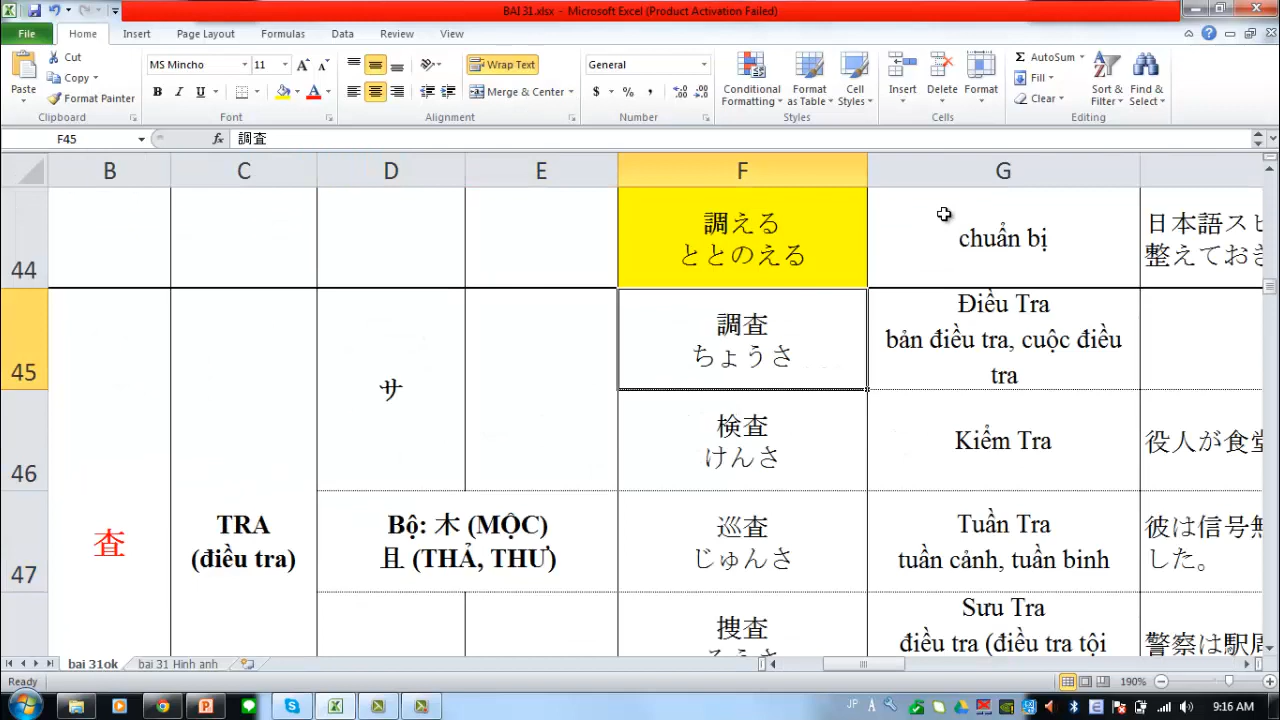 BAI 31.xlsx - Microsoft Excel (Product Activation Failed)
File Home Insert Page Layout Formulas Data Review View
Paste
Cut
Copy
Format Painter
Clipboard
MS Mincho 11
B I U
Font
Wrap Text
Merge & Center
Alignment
General
$ % ,
Number
Conditional Formatting
Format as Table
Cell Styles
Styles
Insert
Delete
Format
Cells
AutoSum
Fill
Clear
Sort & Filter
Find & Select
Editing
F45 fx 調査
B C D E F G
44
調える
ととのえる
chuẩn bị
日本語スピ
整えておき
45
調査
ちょうさ
Điều Tra
bản điều tra, cuộc điều
tra
サ
46
検査
けんさ
Kiểm Tra
役人が食堂
47
査
TRA
(điều tra)
Bộ: 木 (MỘC)
且 (THẢ, THƯ)
巡査
じゅんさ
Tuần Tra
tuần cảnh, tuần binh
彼は信号無
した。
捜査
Sưu Tra
điều tra (điều tra tội
警察は駅周
bai 31ok bai 31 Hinh anh
Ready
190%
JP
9:16 AM